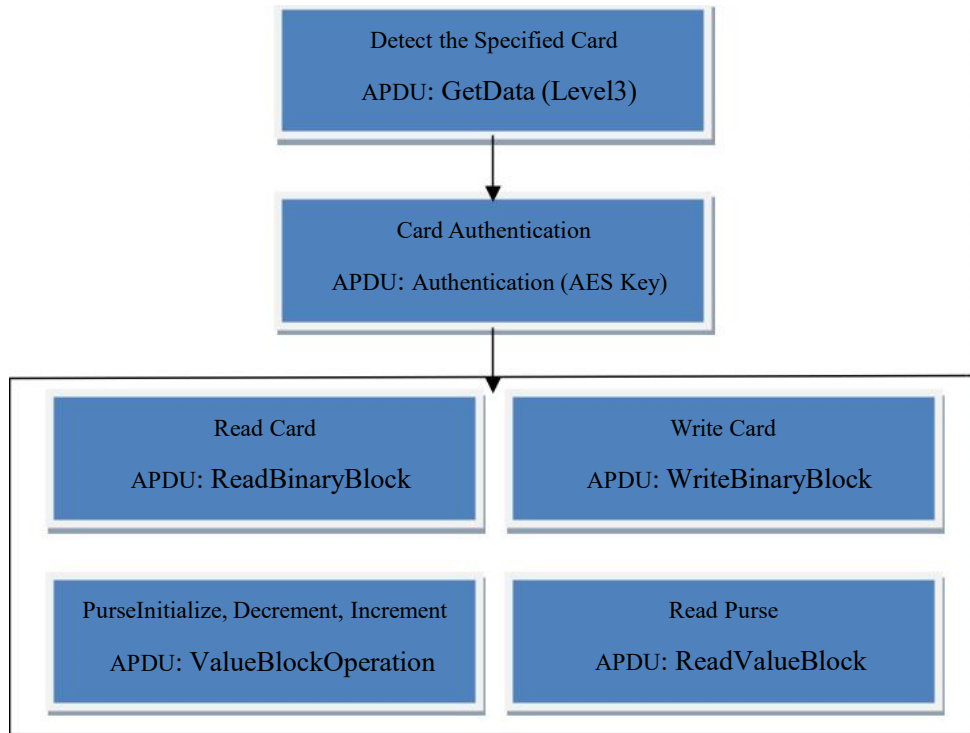 Detect the Specified Card
APDU: GetData (Level3)
Card Authentication
APDU: Authentication (AES Key)
Read Card
APDU: ReadBinaryBlock
Write Card
APDU: WriteBinaryBlock
PurseInitialize, Decrement, Increment
APDU: ValueBlockOperation
Read Purse
APDU: ReadValueBlock